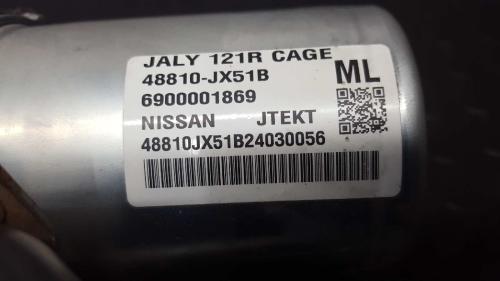 JALY 121R CAGE
48810-JX51B ML
6900001869
NISSAN JTEKT
48810JX51B24030056